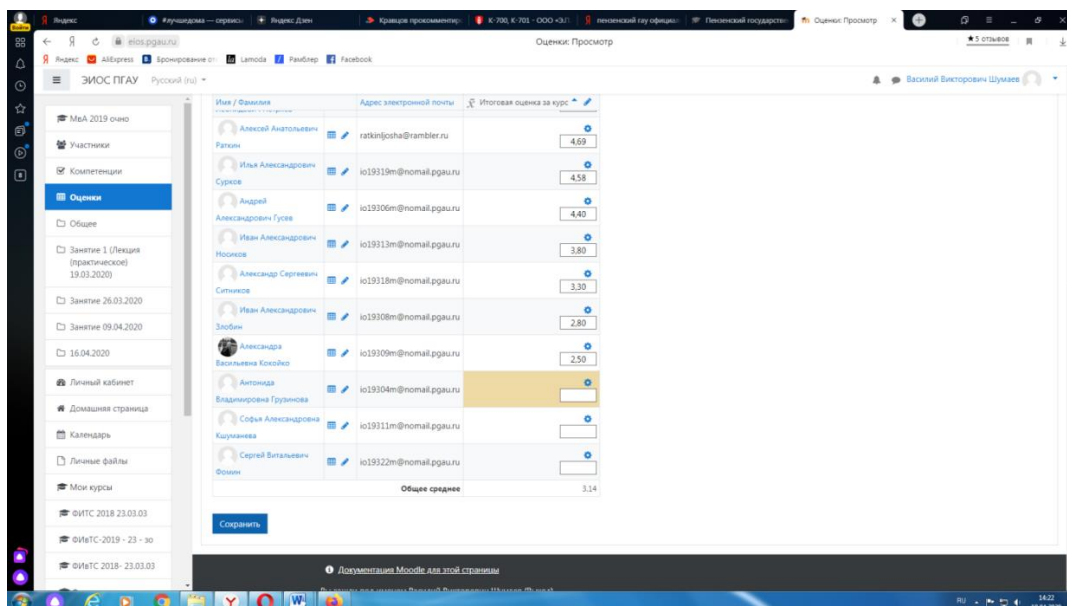 Яндекс
#лучшедома — сервисы
Яндекс Дзен
Кравцов прокомментир
К-700, К-701 - ООО «З.П
пензенский гау официал
Пензенский государстве
Оценки: Просмотр
eios.pgau.ru
Оценки: Просмотр
★5 отзывов
Яндекс
AliExpress
Бронирование от
Lamoda
Рамблер
Facebook
ЭИОС ПГАУ
Русский (ru)
Василий Викторович Шумаев
МвА 2019 очно
Участники
Компетенции
Оценки
Общее
Занятие 1 (Лекция
(практическое)
19.03.2020)
Занятие 26.03.2020
Занятие 09.04.2020
16.04.2020
Личный кабинет
Домашняя страница
Календарь
Личные файлы
Мои курсы
ФИТС 2018 23.03.03
ФИвТС-2019 - 23 - зо
ФИвТС 2018- 23.03.03
Имя / Фамилия
Адрес электронной почты
Итоговая оценка за курс
Алексей Анатольевич
Раткин
ratkinljosha@rambler.ru
4,69
Илья Александрович
Сурков
io19319m@nomail.pgau.ru
4,58
Андрей
Александрович Гусев
io19306m@nomail.pgau.ru
4,40
Иван Александрович
Носиков
io19313m@nomail.pgau.ru
3,80
Александр Сергеевич
Ситников
io19318m@nomail.pgau.ru
3,30
Иван Александрович
Злобин
io19308m@nomail.pgau.ru
2,80
Александра
Васильевна Кокойко
io19309m@nomail.pgau.ru
2,50
Антонида
Владимировна Грузинова
io19304m@nomail.pgau.ru
Софья Александровна
Кшуманева
io19311m@nomail.pgau.ru
Сергей Витальевич
Фомин
io19322m@nomail.pgau.ru
Общее среднее
3,14
Сохранить
Документация Moodle для этой страницы
RU
14:22